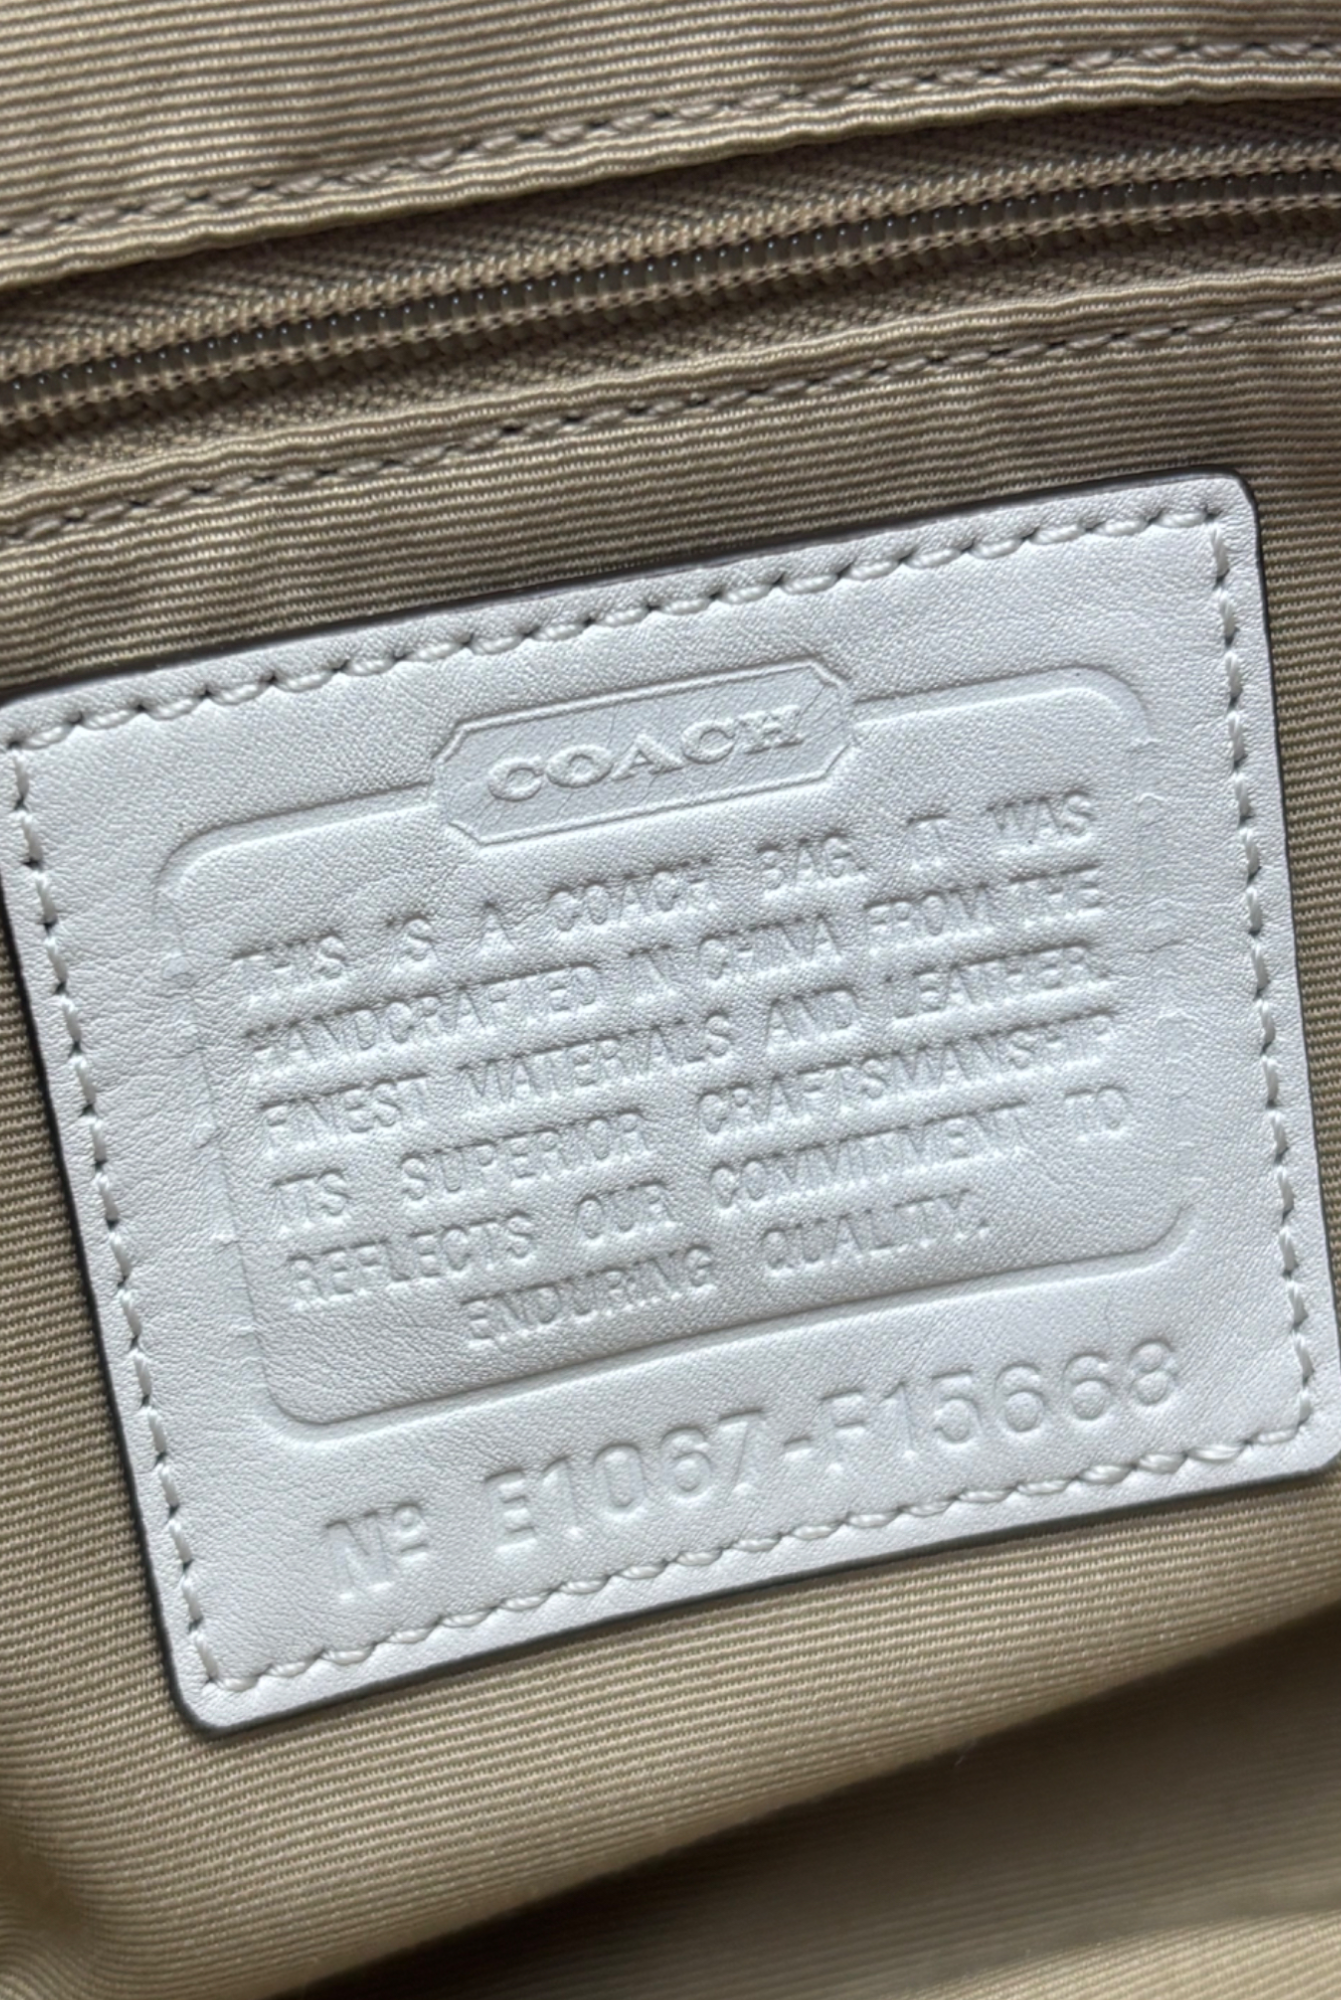 COACH
THIS IS A COACH BAG. IT WAS
HANDCRAFTED IN CHINA FROM THE
FINEST MATERIALS AND LEATHER.
ITS SUPERIOR CRAFTSMANSHIP
REFLECTS OUR COMMINMENT TO
ENDURING QUALITY.
Nº E1067-F15668